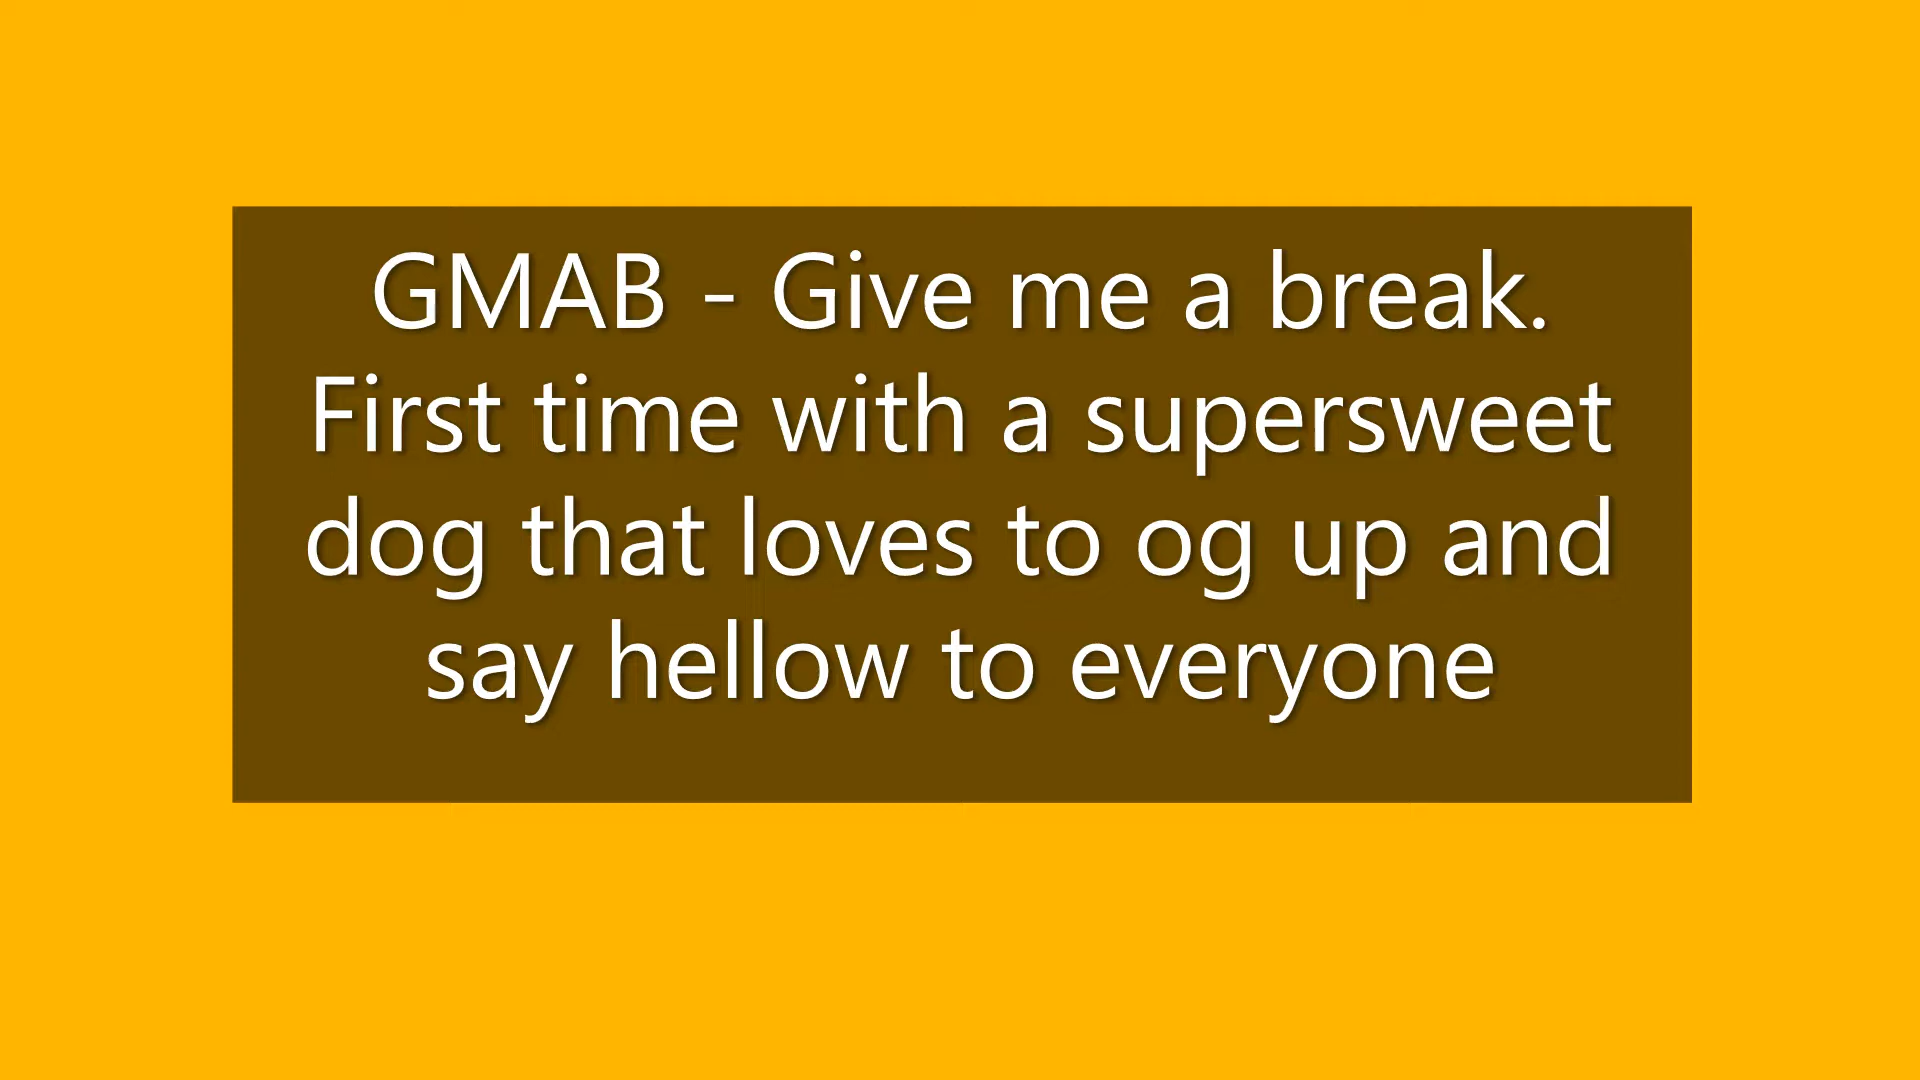 GMAB - Give me a break.
First time with a supersweet
dog that loves to og up and
say hellow to everyone